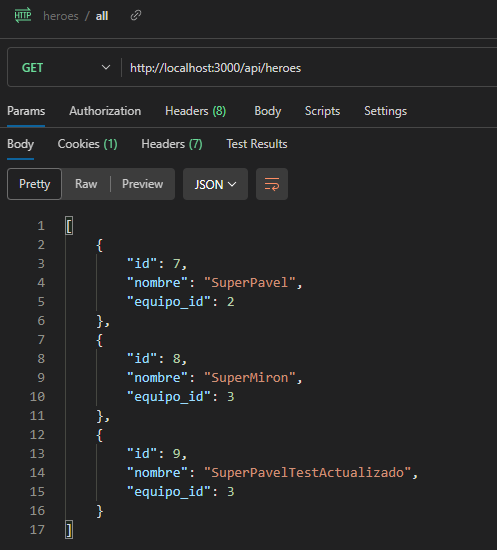 HTTP heroes / all
GET http://localhost:3000/api/heroes
Params Authorization Headers (8) Body Scripts Settings
Body Cookies (1) Headers (7) Test Results
Pretty Raw Preview JSON
1 [
2 {
3 "id": 7,
4 "nombre": "SuperPavel",
5 "equipo_id": 2
6 },
7 {
8 "id": 8,
9 "nombre": "SuperMiron",
10 "equipo_id": 3
11 },
12 {
13 "id": 9,
14 "nombre": "SuperPavelTestActualizado",
15 "equipo_id": 3
16 }
17 ]